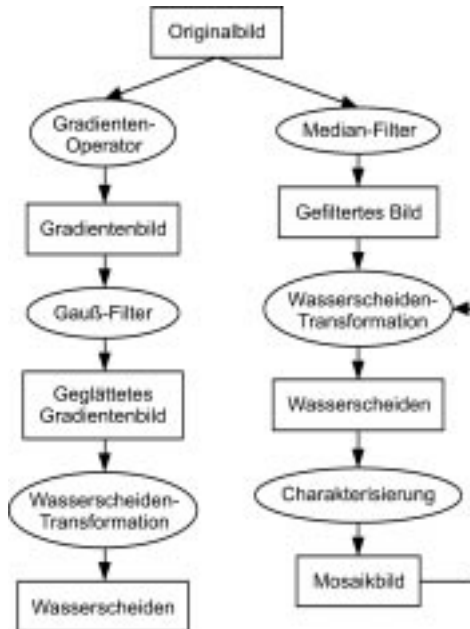 Originalbild
Gradienten-
Operator
Gradientenbild
Gauß-Filter
Geglättetes
Gradientenbild
Wasserscheiden-
Transformation
Wasserscheiden
Median-Filter
Gefiltertes Bild
Wasserscheiden-
Transformation
Wasserscheiden
Charakterisierung
Mosaikbild